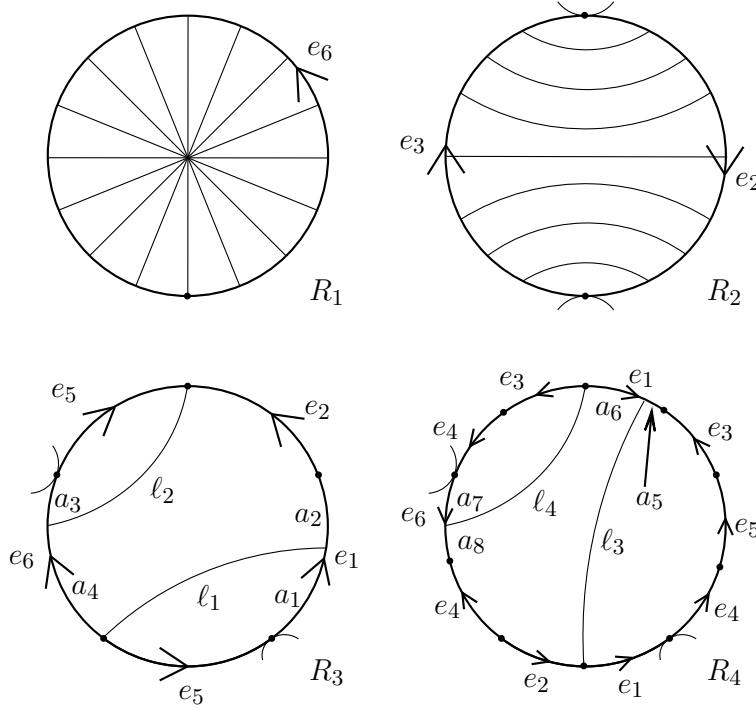 e₆
R₁
e₃
e₂
R₂
e₅
e₂
a₃
ℓ₂
a₂
e₆
a₄
ℓ₁
a₁
e₁
e₅
R₃
e₃
e₁
e₄
a₆
e₃
a₇
ℓ₄
a₅
e₆
a₈
ℓ₃
e₅
e₄
e₄
e₂
e₁
R₄